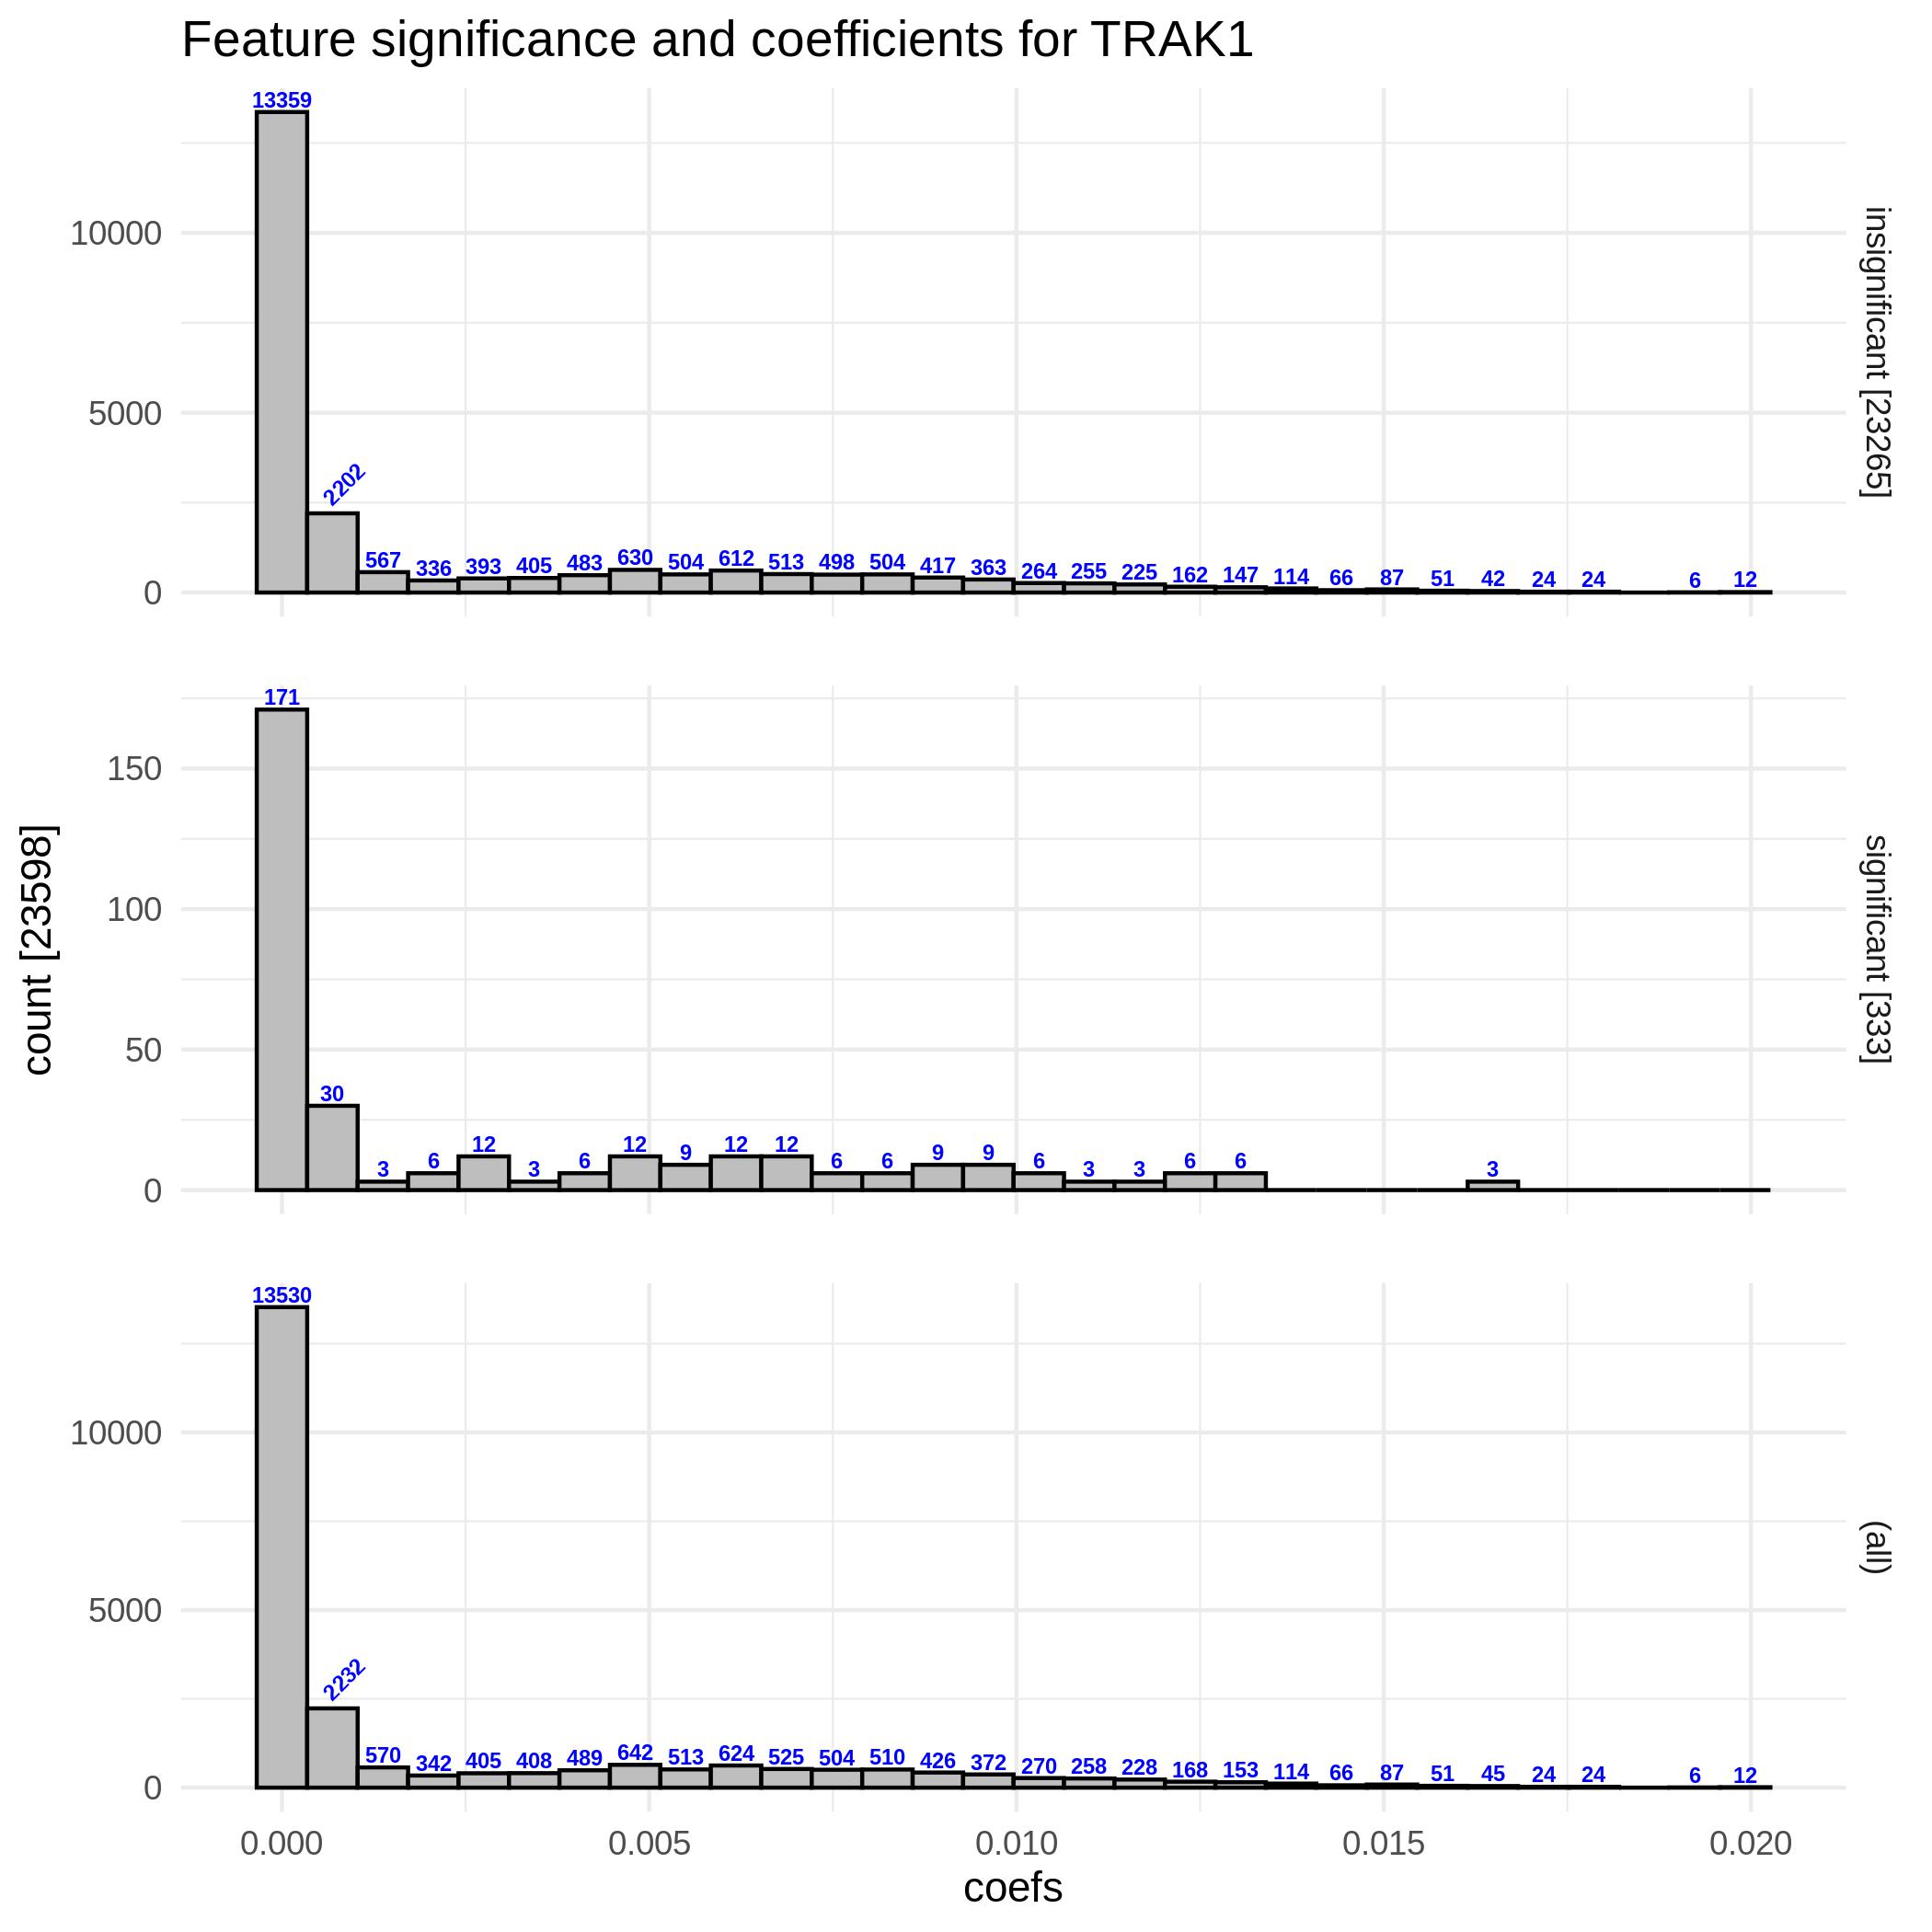 Feature significance and coefficients for TRAK1
13359
10000
5000
0
2202
567 336 393 405 483 630 504 612 513 498 504 417 363 264 255 225 162 147 114 66 87 51 42 24 24 6 12
insignificant [23265]
171
150
100
50
0
30
3 6 12 3 6 12 9 12 12 6 6 9 9 6 3 3 6 6 3
significant [333]
count [23598]
13530
10000
5000
0
2232
570 342 405 408 489 642 513 624 525 504 510 426 372 270 258 228 168 153 114 66 87 51 45 24 24 6 12
(all)
0.000 0.005 0.010 0.015 0.020
coefs